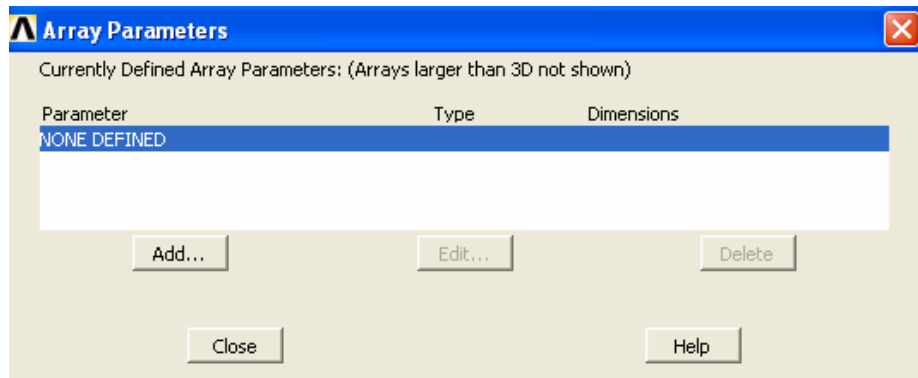 Array Parameters
Currently Defined Array Parameters: (Arrays larger than 3D not shown)
Parameter Type Dimensions
NONE DEFINED
Add... Edit... Delete
Close Help